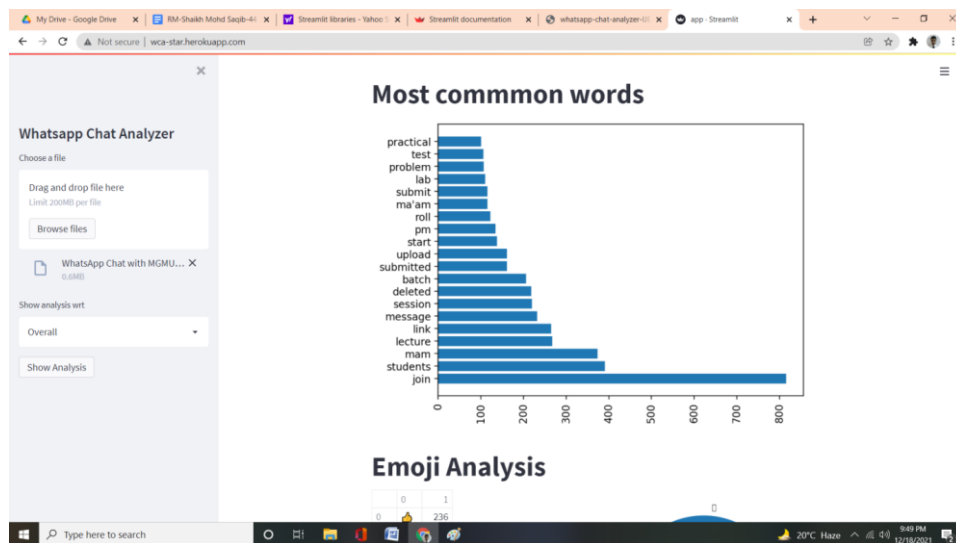 My Drive - Google Drive
RM-Shaikh Mohd Saqib-44
Streamlit libraries - Yahoo S
Streamlit documentation
whatsapp-chat-analyzer-
app · Streamlit
Not secure | wca-star.herokuapp.com
Whatsapp Chat Analyzer
Choose a file
Drag and drop file here
Limit 200MB per file
Browse files
WhatsApp Chat with MGMU...
0.6MB
Show analysis wrt
Overall
Show Analysis
Most commmon words
practical
test
problem
lab
submit
ma'am
roll
pm
start
upload
submitted
batch
deleted
session
message
link
lecture
mam
students
join
0 100 200 300 400 500 600 700 800
Emoji Analysis
0 1
0 👍 236
Type here to search
20°C Haze
9:49 PM
12/18/2021